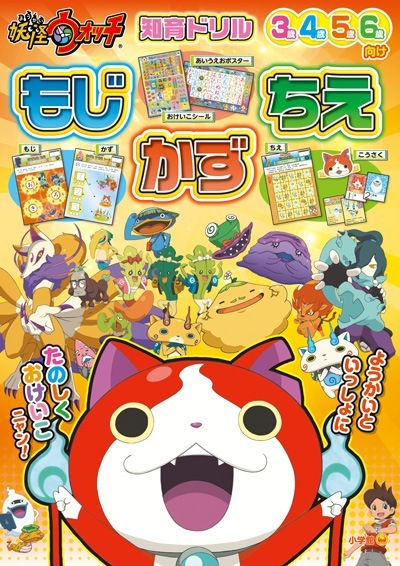 妖怪ウォッチ
知育ドリル
3歳4歳5歳6歳
向け
あいうえおポスター
おけいこシール
もじ
かず
ちえ
もじ
かず
ちえ
こうさく
ようかいと
いっしょに
たのしく
おけいこ
ニャン!
小学館